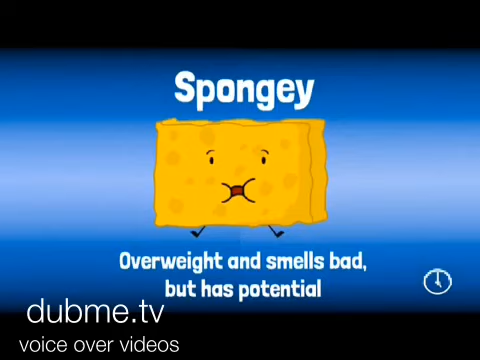 Spongey
Overweight and smells bad,
but has potential
dubme.tv
voice over videos